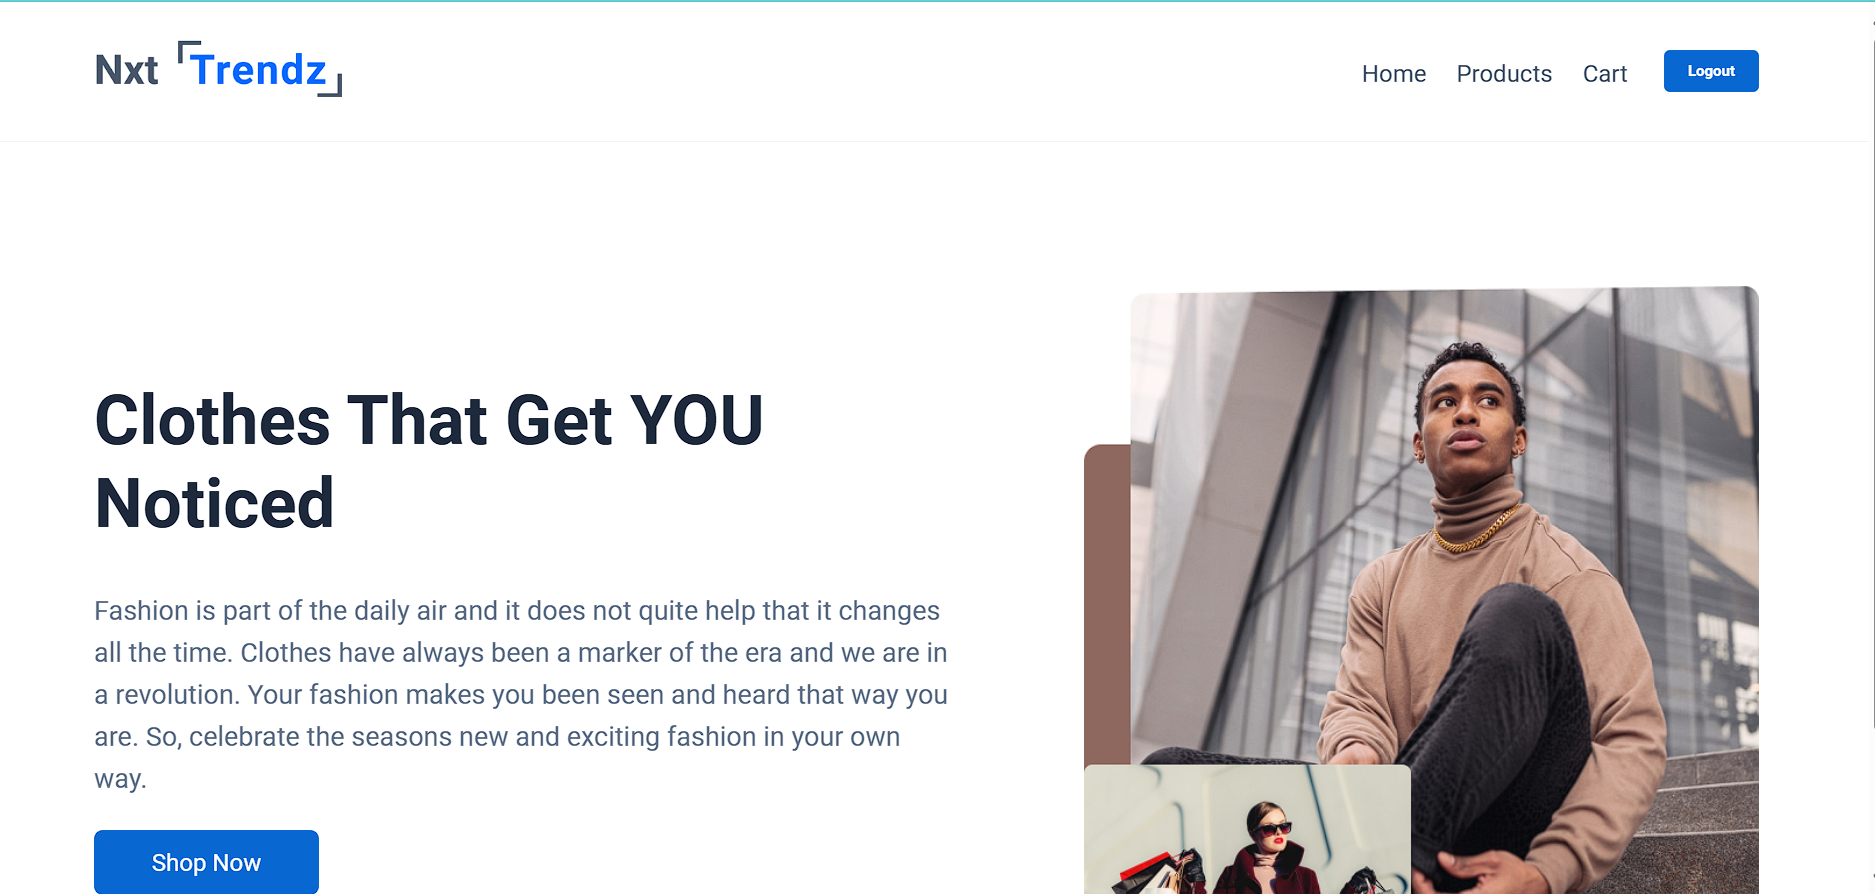 Nxt Trendz
Home Products Cart Logout
Clothes That Get YOU
Noticed
Fashion is part of the daily air and it does not quite help that it changes
all the time. Clothes have always been a marker of the era and we are in
a revolution. Your fashion makes you been seen and heard that way you
are. So, celebrate the seasons new and exciting fashion in your own
way.
Shop Now